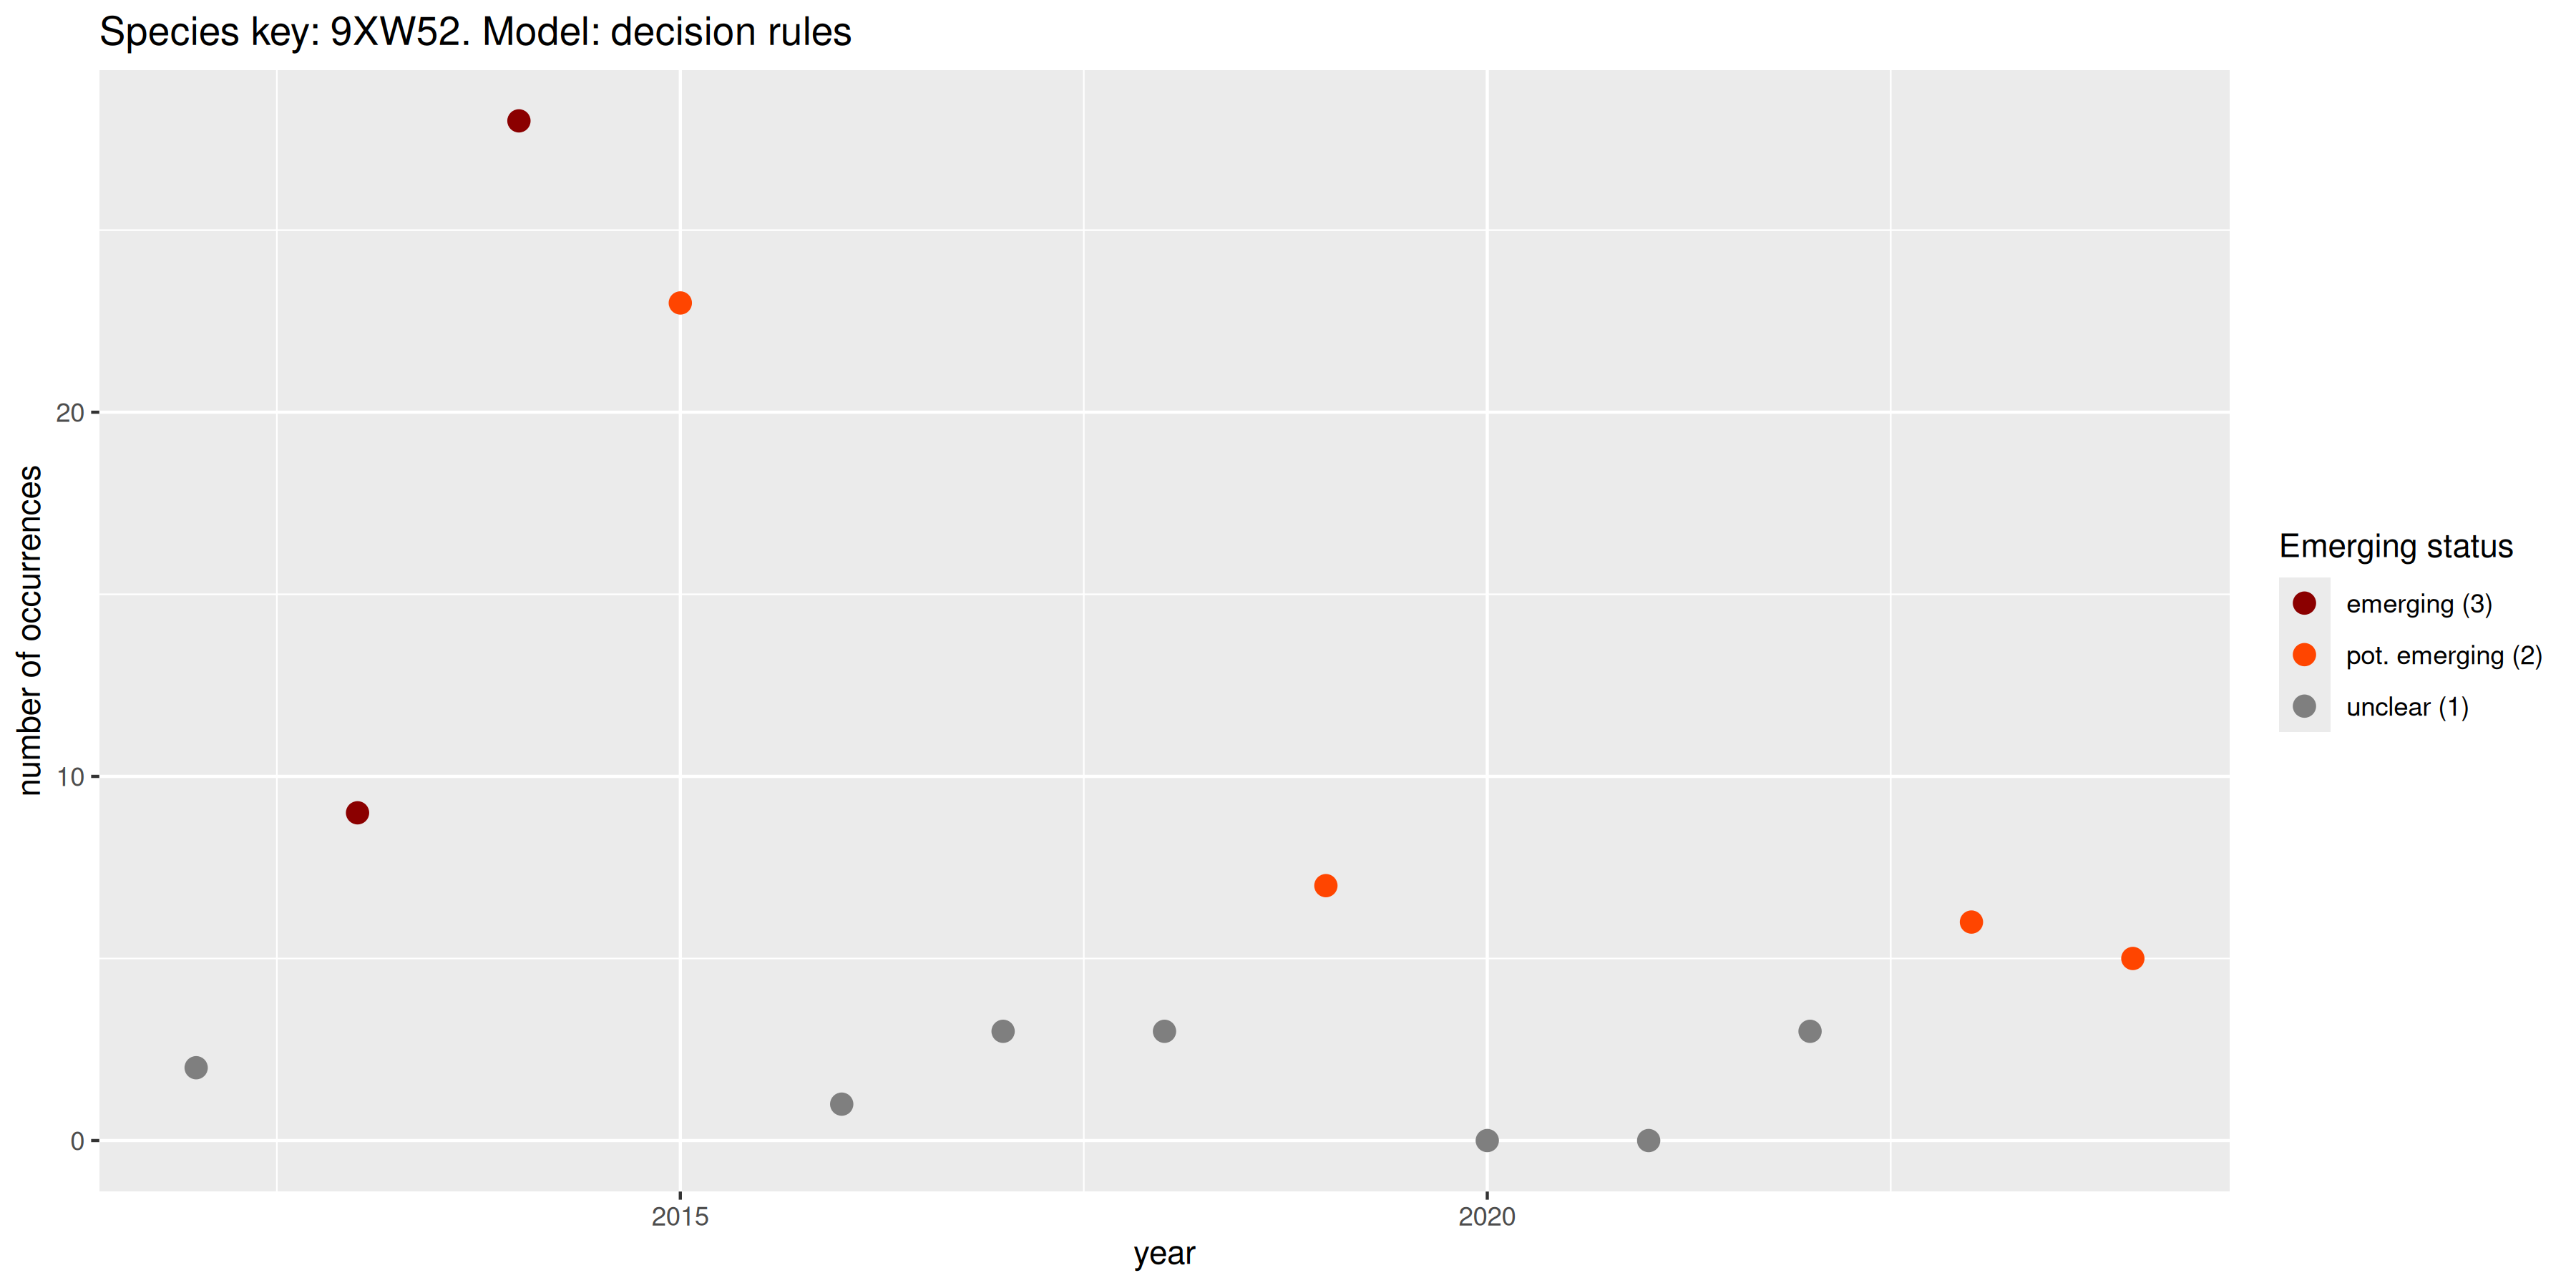 Species key: 9XW52. Model: decision rules
number of occurrences
20
10
0
2015
2020
year
Emerging status
emerging (3)
pot. emerging (2)
unclear (1)